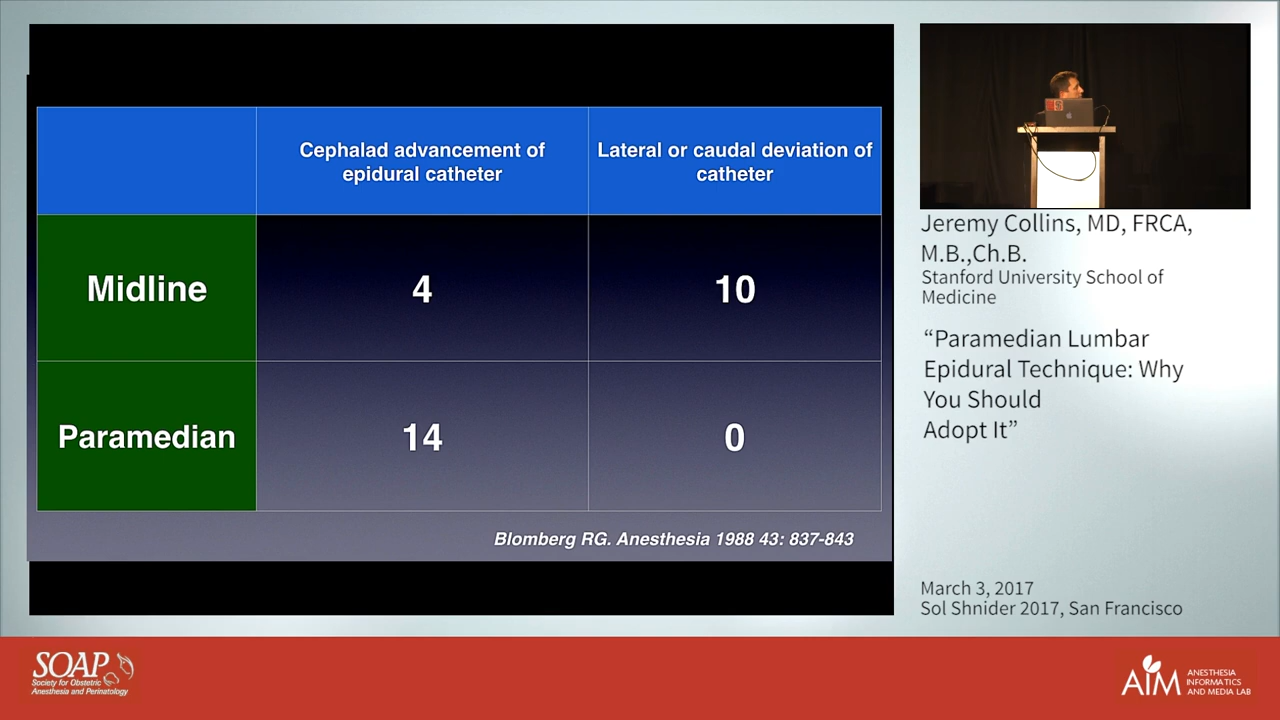 Cephalad advancement of
epidural catheter
Lateral or caudal deviation of
catheter
Midline
4
10
Paramedian
14
0
Blomberg RG. Anesthesia 1988 43: 837-843
Jeremy Collins, MD, FRCA,
M.B.,Ch.B.
Stanford University School of
Medicine
“Paramedian Lumbar
Epidural Technique: Why
You Should
Adopt It”
March 3, 2017
Sol Shnider 2017, San Francisco
SOAP
Society for Obstetric
Anesthesia and Perinatology
AIM
ANESTHESIA
INFORMATICS
AND MEDIA LAB